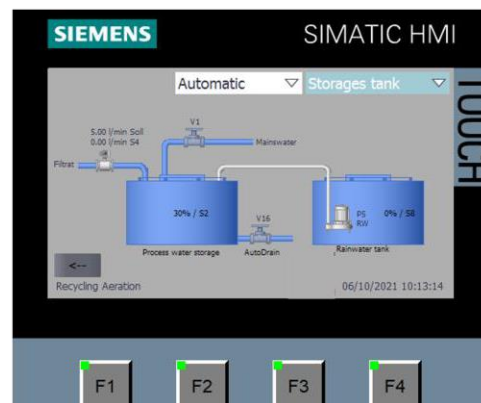 SIEMENS
SIMATIC HMI
TOUCH
Automatic
Storages tank
V1
5.00 l/min Soll
0.00 l/min S4
Mainswater
Filtrat
30% / S2
P5
RW
0% / S6
V16
Process water storage
AutoDrain
Rainwater tank
<--
Recycling Aeration
06/10/2021 10:13:14
F1
F2
F3
F4